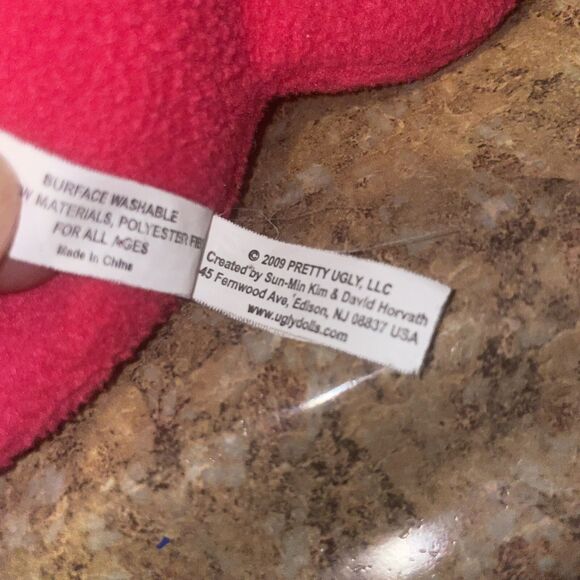 SURFACE WASHABLE
MATERIALS, POLYESTER
FOR ALL AGES
Made in China
© 2009 PRETTY UGLY, LLC
Created by Sun-Min Kim & David Horvath
45 Fernwood Ave, Edison, NJ 08837 USA
www.uglydolls.com